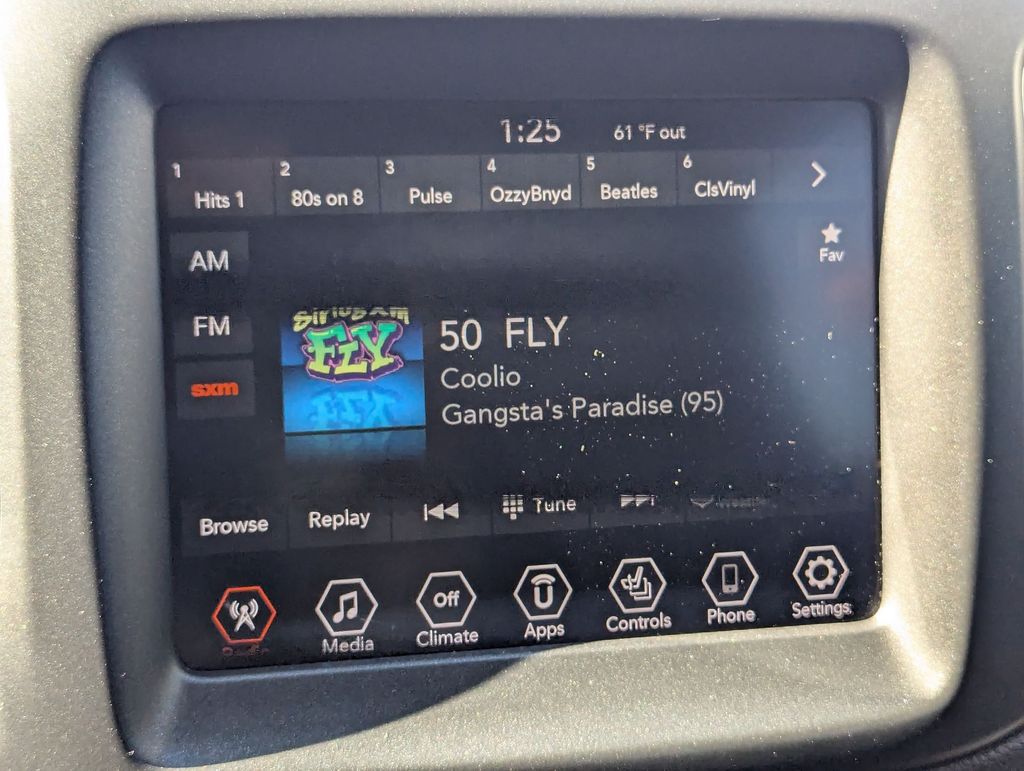 1:25 61 °F out
1 Hits 1 2 80s on 8 3 Pulse 4 OzzyBnyd 5 Beatles 6 ClsVinyl
Fav
AM
FM
sxm
SiriusXM
FLY
50 FLY
Coolio
Gangsta's Paradise (95)
Browse Replay Tune
Off
Radio Media Climate Apps Controls Phone Settings